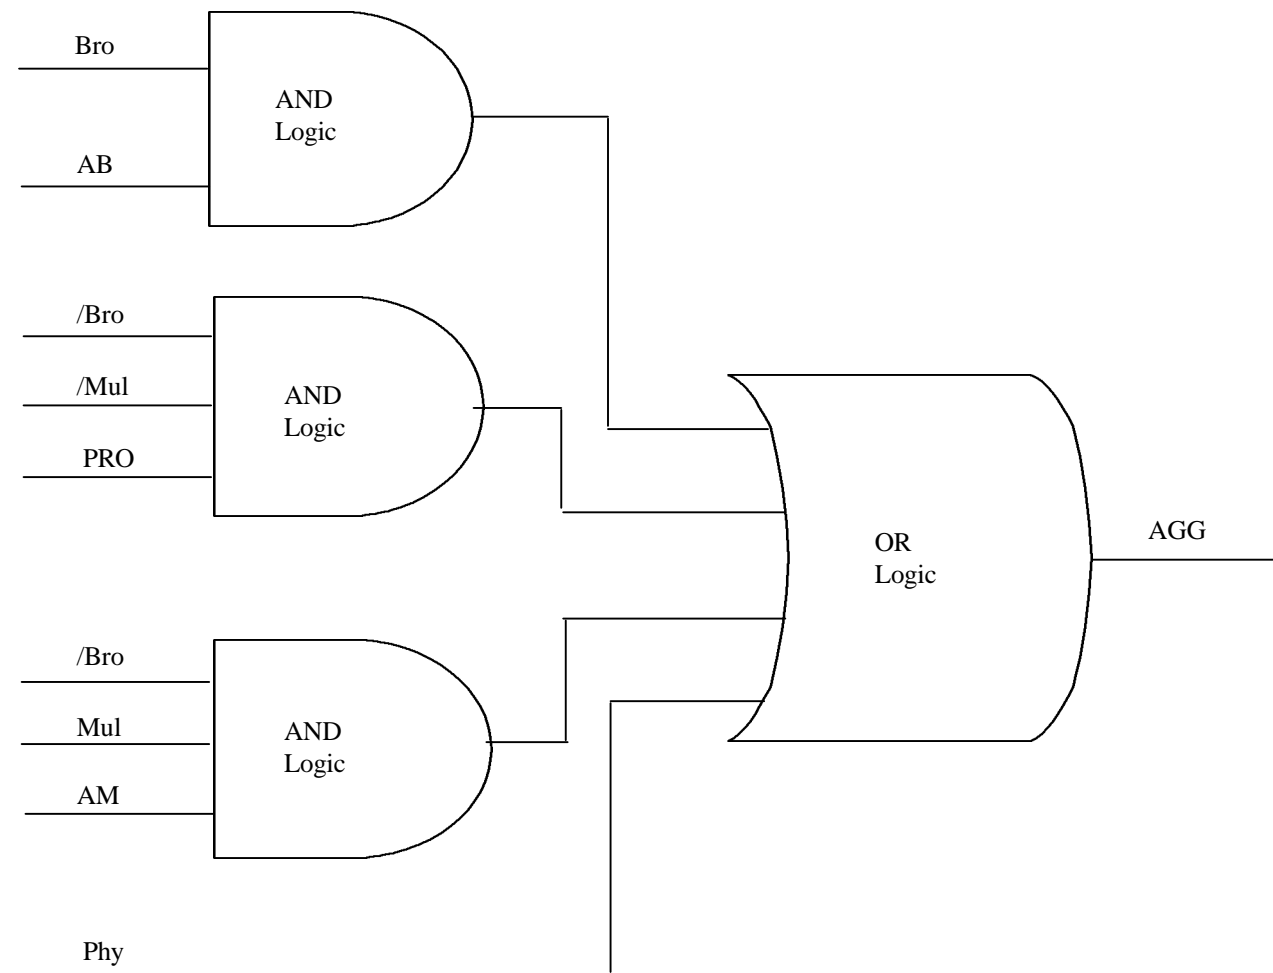 Bro
AND
Logic
AB
/Bro
/Mul
AND
Logic
PRO
OR
Logic
AGG
/Bro
Mul
AND
Logic
AM
Phy